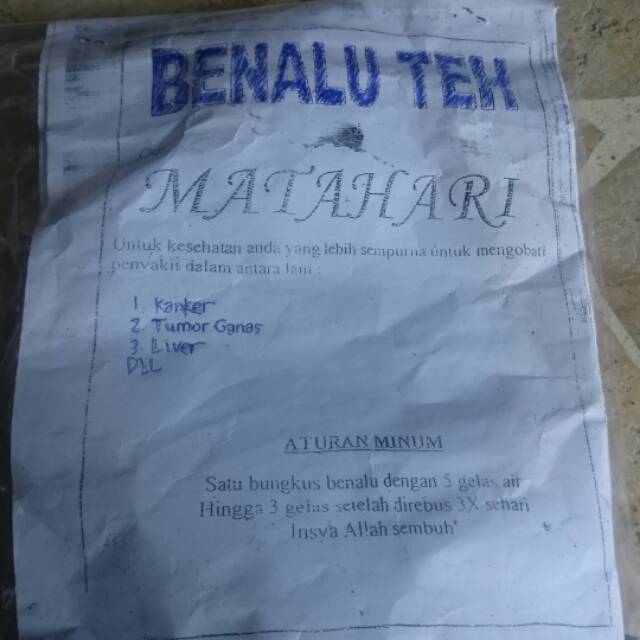 BENALU TEH
MATAHARI
Untuk kesehatan anda yang lebih sempurna untuk mengobati
penyakit dalam antara lain :
1. Kanker
2. Tumor Ganas
3. Liver
DLL
ATURAN MINUM
Satu bungkus benalu dengan 5 gelas air
Hingga 3 gelas setelah direbus 3X sehari
Insya Allah sembuh"